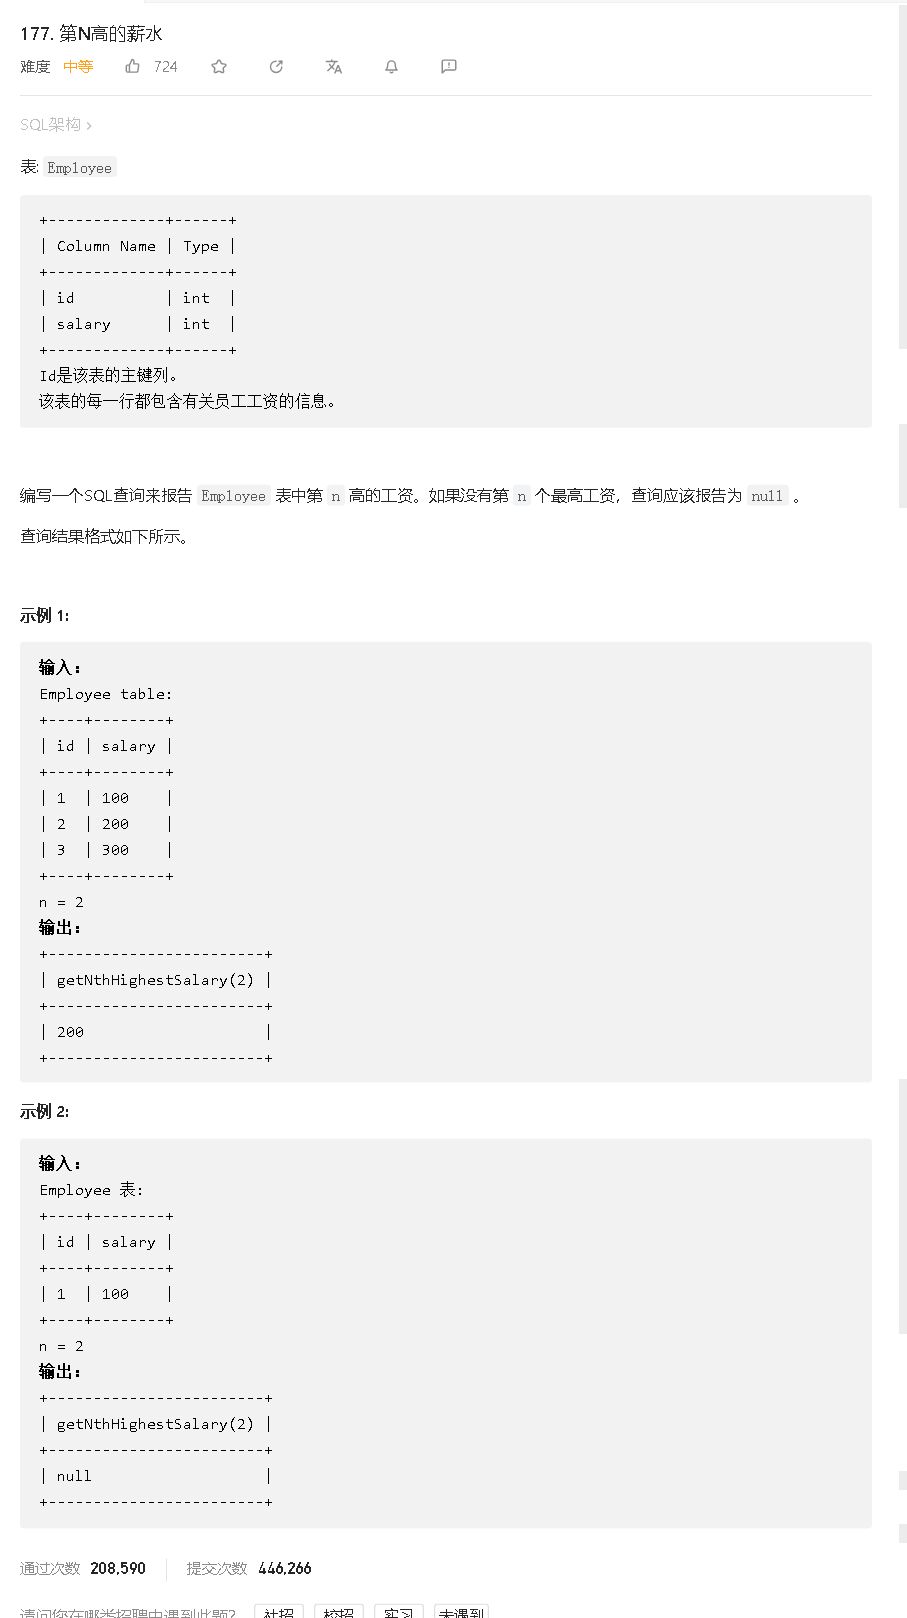 177. 第N高的薪水
难度 中等 724
SQL架构 ›
表: Employee
+-------------+------+
| Column Name | Type |
+-------------+------+
| id          | int  |
| salary      | int  |
+-------------+------+
Id是该表的主键列。
该表的每一行都包含有关员工工资的信息。
编写一个SQL查询来报告 Employee 表中第 n 高的工资。如果没有第 n 个最高工资，查询应该报告为 null 。
查询结果格式如下所示。
示例 1:
输入：
Employee table:
+----+--------+
| id | salary |
+----+--------+
| 1  | 100    |
| 2  | 200    |
| 3  | 300    |
+----+--------+
n = 2
输出：
+------------------------+
| getNthHighestSalary(2) |
+------------------------+
| 200                    |
+------------------------+
示例 2:
输入：
Employee 表:
+----+--------+
| id | salary |
+----+--------+
| 1  | 100    |
+----+--------+
n = 2
输出：
+------------------------+
| getNthHighestSalary(2) |
+------------------------+
| null                   |
+------------------------+
通过次数 208,590 提交次数 446,266
请问您在哪类招聘中遇到此题？ 社招 校招 实习 未遇到